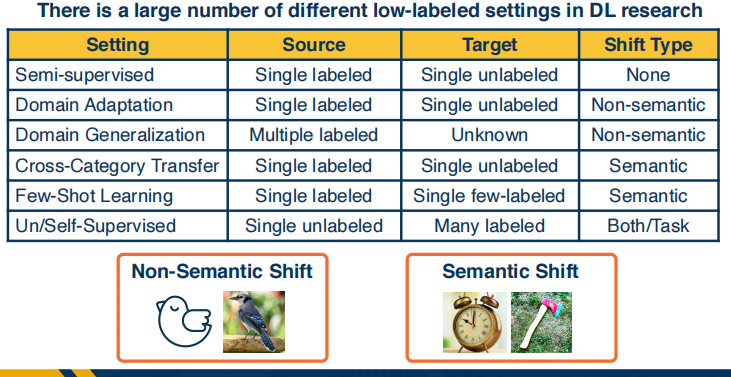 There is a large number of different low-labeled settings in DL research
Setting Source Target Shift Type
Semi-supervised Single labeled Single unlabeled None
Domain Adaptation Single labeled Single unlabeled Non-semantic
Domain Generalization Multiple labeled Unknown Non-semantic
Cross-Category Transfer Single labeled Single unlabeled Semantic
Few-Shot Learning Single labeled Single few-labeled Semantic
Un/Self-Supervised Single unlabeled Many labeled Both/Task
Non-Semantic Shift
Semantic Shift